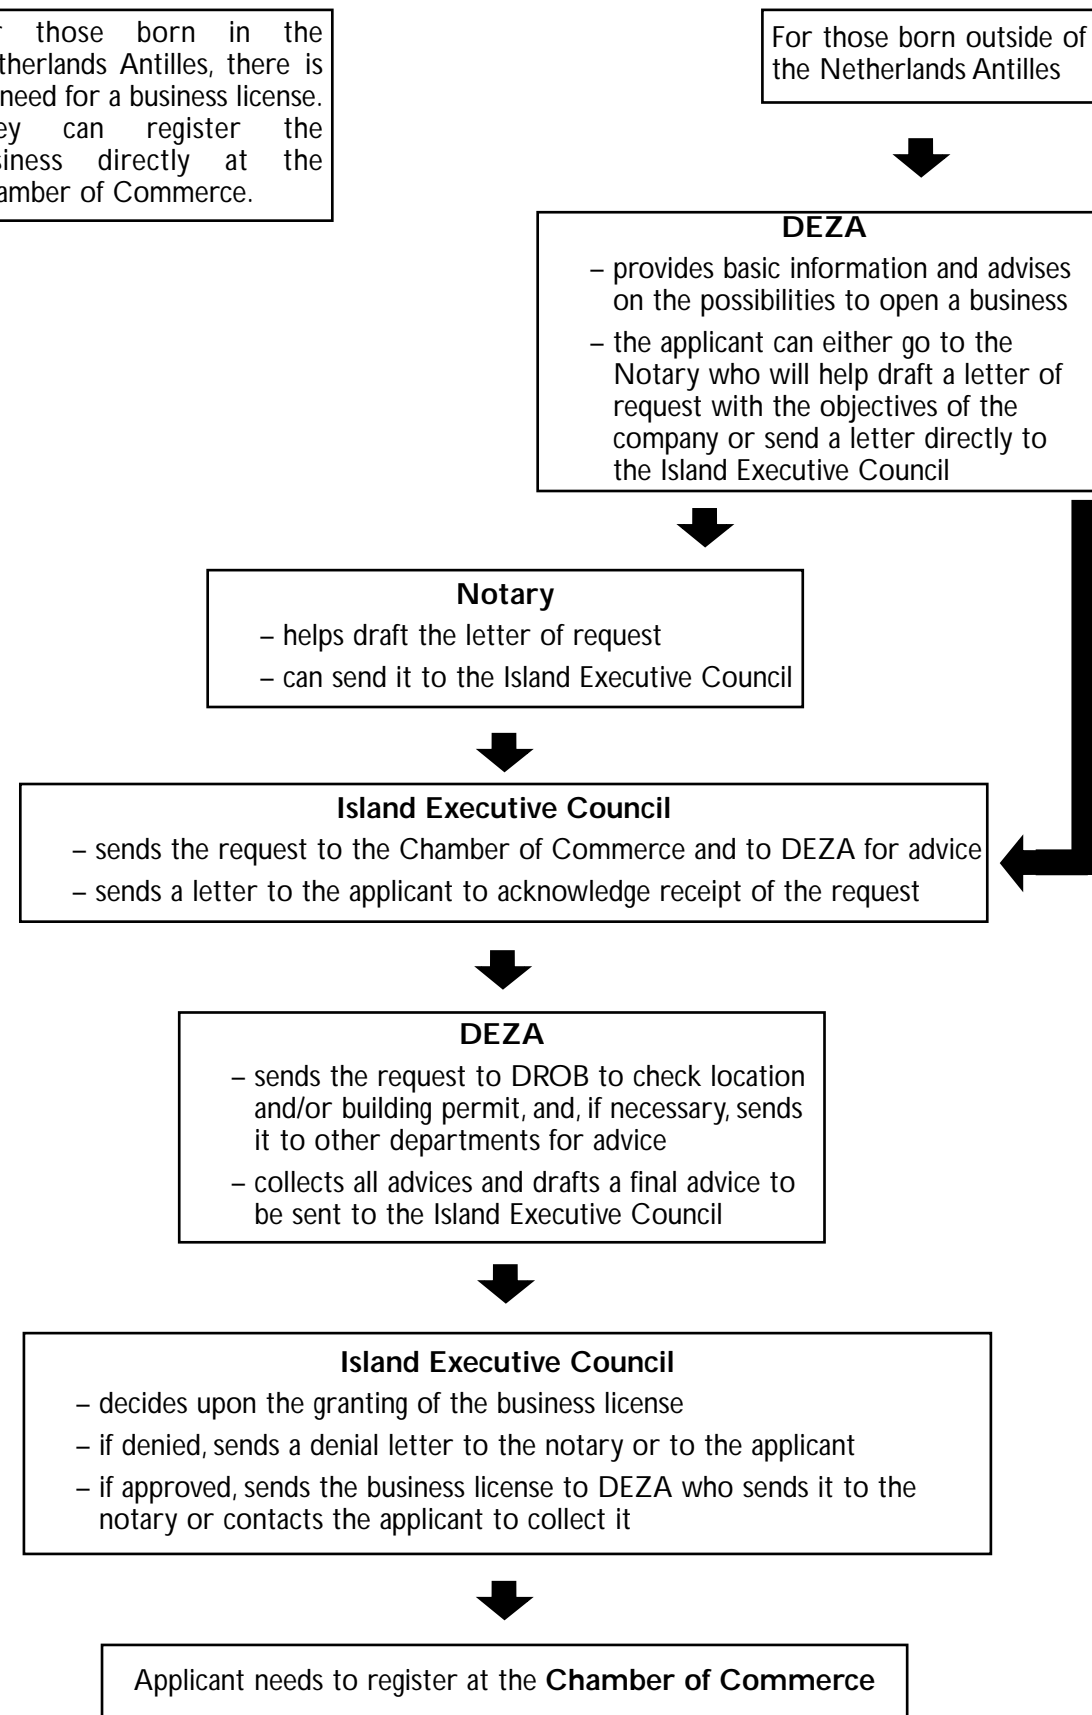 those born in the
Antilles, there is
need for a business license.
can register the
directly at the
of Commerce.
For those born outside of
the Netherlands Antilles
DEZA
– provides basic information and advises
on the possibilities to open a business
– the applicant can either go to the
Notary who will help draft a letter of
request with the objectives of the
company or send a letter directly to
the Island Executive Council
Notary
– helps draft the letter of request
– can send it to the Island Executive Council
Island Executive Council
– sends the request to the Chamber of Commerce and to DEZA for advice
– sends a letter to the applicant to acknowledge receipt of the request
DEZA
– sends the request to DROB to check location
and/or building permit, and, if necessary, sends
it to other departments for advice
– collects all advices and drafts a final advice to
be sent to the Island Executive Council
Island Executive Council
– decides upon the granting of the business license
– if denied, sends a denial letter to the notary or to the applicant
– if approved, sends the business license to DEZA who sends it to the
notary or contacts the applicant to collect it
Applicant needs to register at the Chamber of Commerce